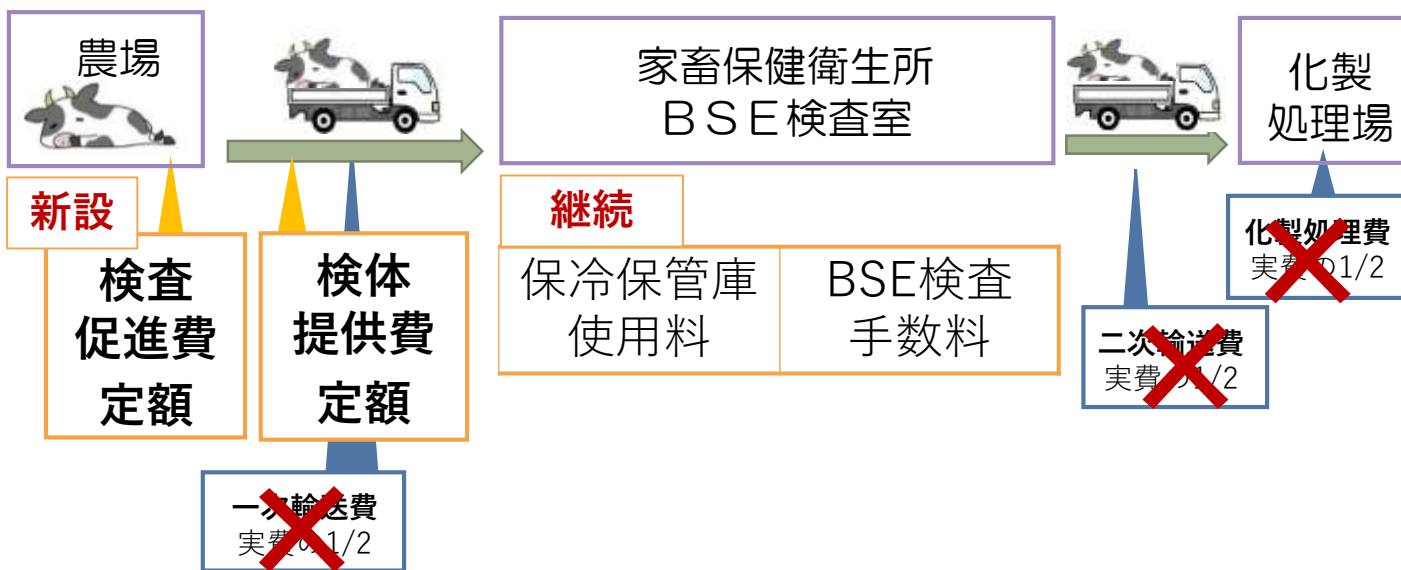 農場
家畜保健衛生所
ＢＳＥ検査室
化製
処理場
新設
検査
促進費
定額
検体
提供費
定額
一次輸送費
実費の1/2
継続
保冷保管庫
使用料
BSE検査
手数料
二次輸送費
実費の1/2
化製処理費
実費の1/2